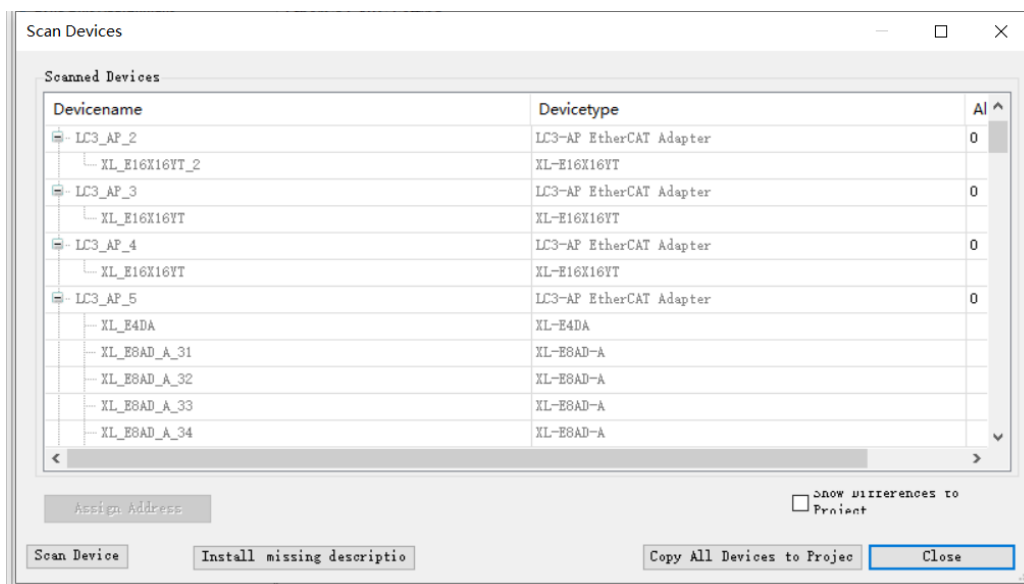 Scan Devices
Scanned Devices
Devicename Devicetype Al
LC3_AP_2 LC3-AP EtherCAT Adapter 0
XL_E16X16YT_2 XL-E16X16YT
LC3_AP_3 LC3-AP EtherCAT Adapter 0
XL_E16X16YT XL-E16X16YT
LC3_AP_4 LC3-AP EtherCAT Adapter 0
XL_E16X16YT XL-E16X16YT
LC3_AP_5 LC3-AP EtherCAT Adapter 0
XL_E4DA XL-E4DA
XL_E8AD_A_31 XL-E8AD-A
XL_E8AD_A_32 XL-E8AD-A
XL_E8AD_A_33 XL-E8AD-A
XL_E8AD_A_34 XL-E8AD-A
Assign Address
Show Differences to
Project
Scan Device Install missing descriptio Copy All Devices to Projec Close